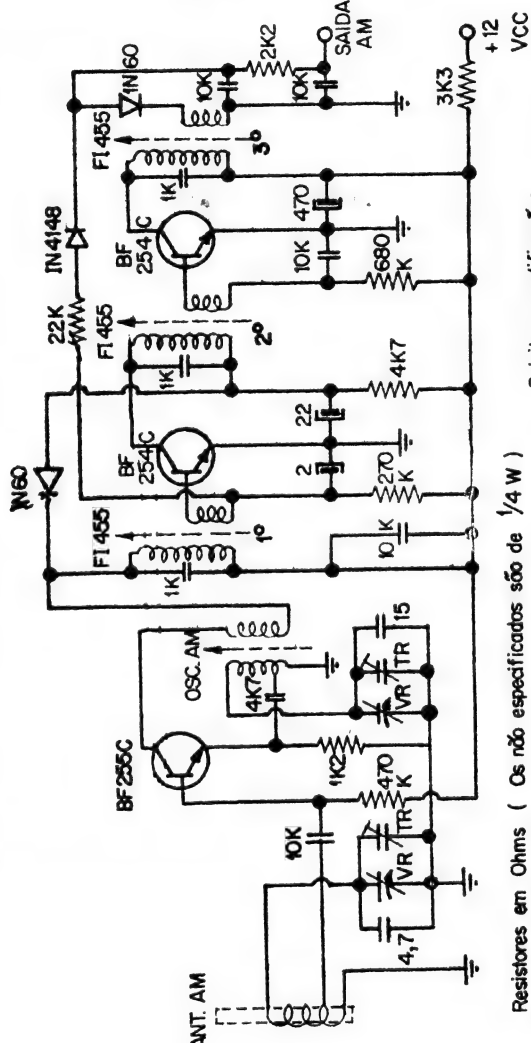 ANT. AM
4,7
VR
TR
10K
470
K
1K2
BF255C
4K7
OSC. AM
VR
TR
15
FI 455
1K
1º
10 K
1N60
BF
254 C
270
K
2
22
4K7
22K
FI 455
1K
2º
1N4148
BF
254 C
10K
680
K
470
FI 455
1K
3º
1N60
10K
2K2
10K
SAIDA
AM
3K3
+12
VCC
Resistores em Ohms ( Os não especificados são de 1/4 W )